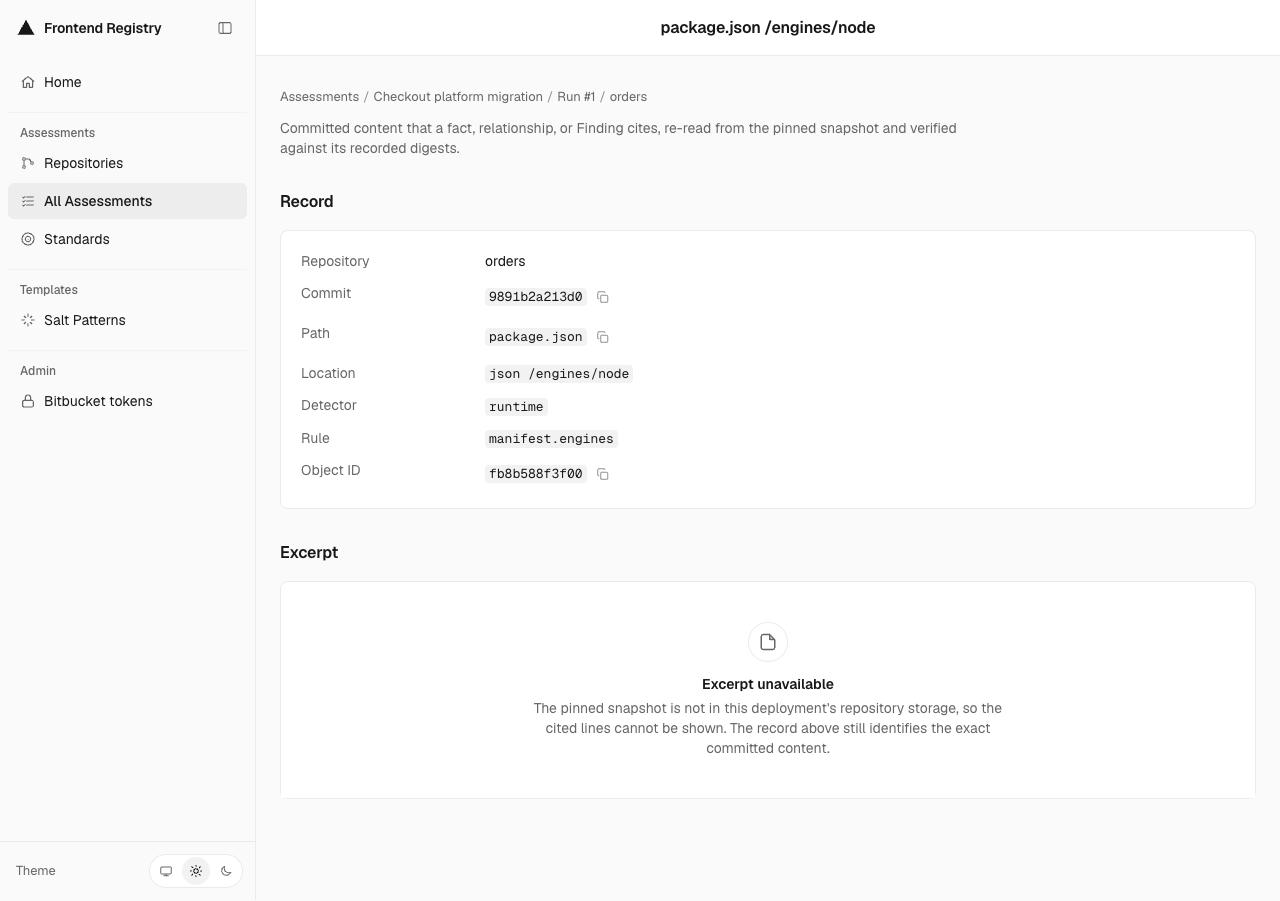 Frontend Registry
package.json /engines/node
Home
Assessments
Repositories
All Assessments
Standards
Templates
Salt Patterns
Admin
Bitbucket tokens
Theme
Assessments / Checkout platform migration / Run #1 / orders
Committed content that a fact, relationship, or Finding cites, re-read from the pinned snapshot and verified
against its recorded digests.
Record
Repository orders
Commit 9891b2a213d0
Path package.json
Location json /engines/node
Detector runtime
Rule manifest.engines
Object ID fb8b588f3f00
Excerpt
Excerpt unavailable
The pinned snapshot is not in this deployment's repository storage, so the
cited lines cannot be shown. The record above still identifies the exact
committed content.